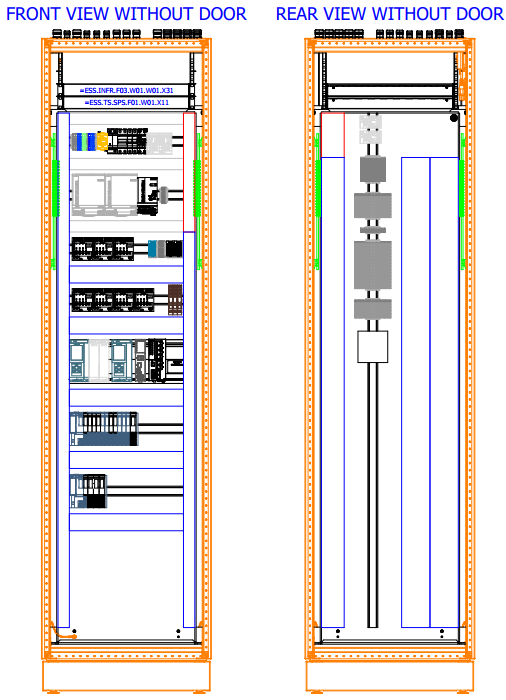 FRONT VIEW WITHOUT DOOR
REAR VIEW WITHOUT DOOR
=ESS.INFR.F03.W01.W01.X31
=ESS.TS.SPS.F01.W01.X11